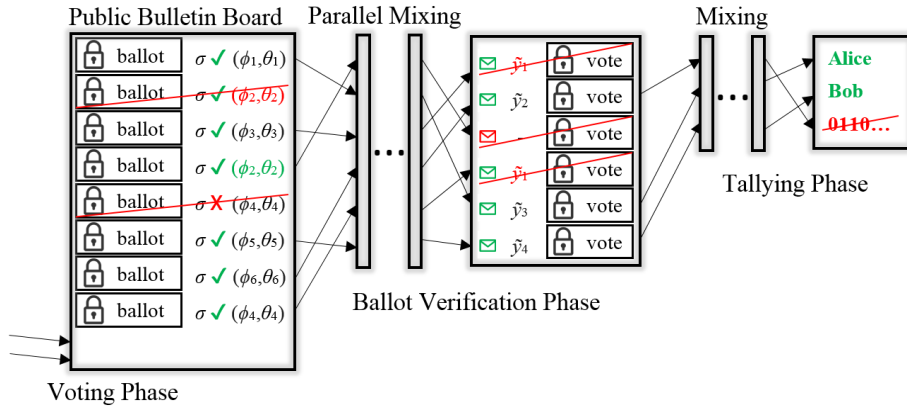 Public Bulletin Board
ballot σ ✓ (ϕ₁,θ₁)
ballot σ ✓ (ϕ₂,θ₂)
ballot σ ✓ (ϕ₃,θ₃)
ballot σ ✓ (ϕ₂,θ₂)
ballot σ X (ϕ₄,θ₄)
ballot σ ✓ (ϕ₅,θ₅)
ballot σ ✓ (ϕ₆,θ₆)
ballot σ ✓ (ϕ₄,θ₄)
Voting Phase
Parallel Mixing
...
ỹ₁ vote
ỹ₂ vote
- vote
ỹ₁ vote
ỹ₃ vote
ỹ₄ vote
Ballot Verification Phase
Mixing
...
Alice
Bob
0110...
Tallying Phase